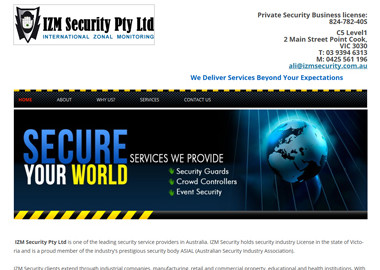 IZM Security Pty Ltd
INTERNATIONAL ZONAL MONITORING
Private Security Business license:
824-782-40S
C5 Level1
2 Main Street Point Cook,
VIC 3030
T: 03 9394 6313
M: 0425 561 196
ali@izmsecurity.com.au
We Deliver Services Beyond Your Expectations
HOME ABOUT WHY US? SERVICES CONTACT US
SECURE
YOUR WORLD
SERVICES WE PROVIDE
Security Guards
Crowd Controllers
Event Security
IZM Security Pty Ltd is one of the leading security service providers in Australia. IZM Security holds security industry License in the state of Victo-
ria and is a proud member of the industry's prestigious security body ASIAL (Australian Security Industry Association).
IZM Security clients extend through industrial companies, manufacturing, retail and commercial property, educational and health Institutions. With